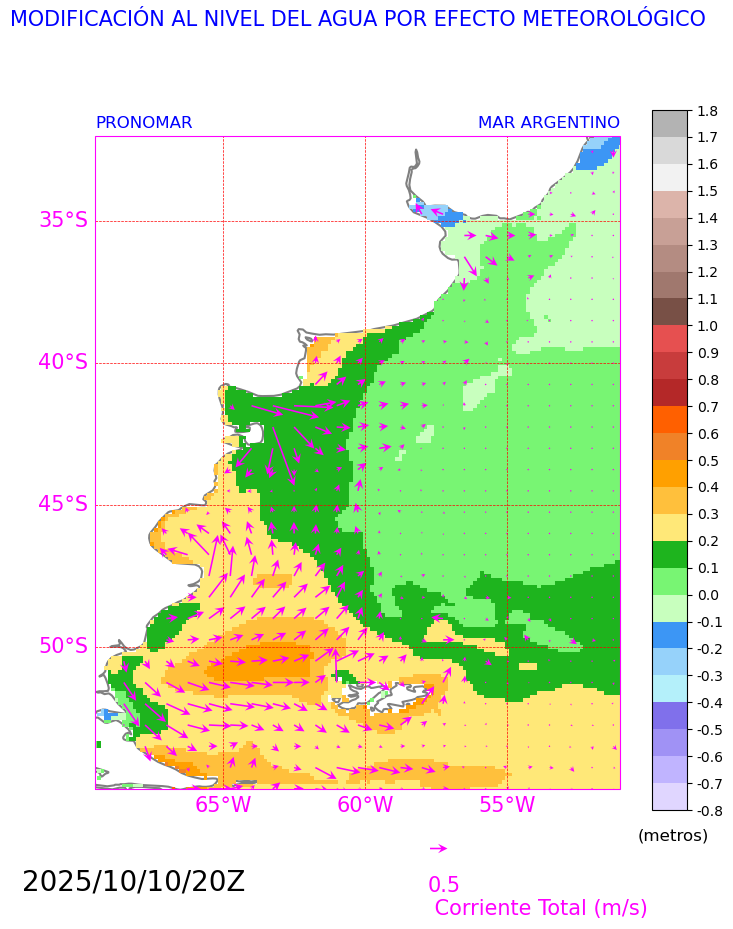 MODIFICACIÓN AL NIVEL DEL AGUA POR EFECTO METEOROLÓGICO
PRONOMAR MAR ARGENTINO
35°S
40°S
45°S
50°S
65°W 60°W 55°W
1.8
1.7
1.6
1.5
1.4
1.3
1.2
1.1
1.0
0.9
0.8
0.7
0.6
0.5
0.4
0.3
0.2
0.1
0.0
-0.1
-0.2
-0.3
-0.4
-0.5
-0.6
-0.7
-0.8
(metros)
2025/10/10/20Z
0.5
Corriente Total (m/s)